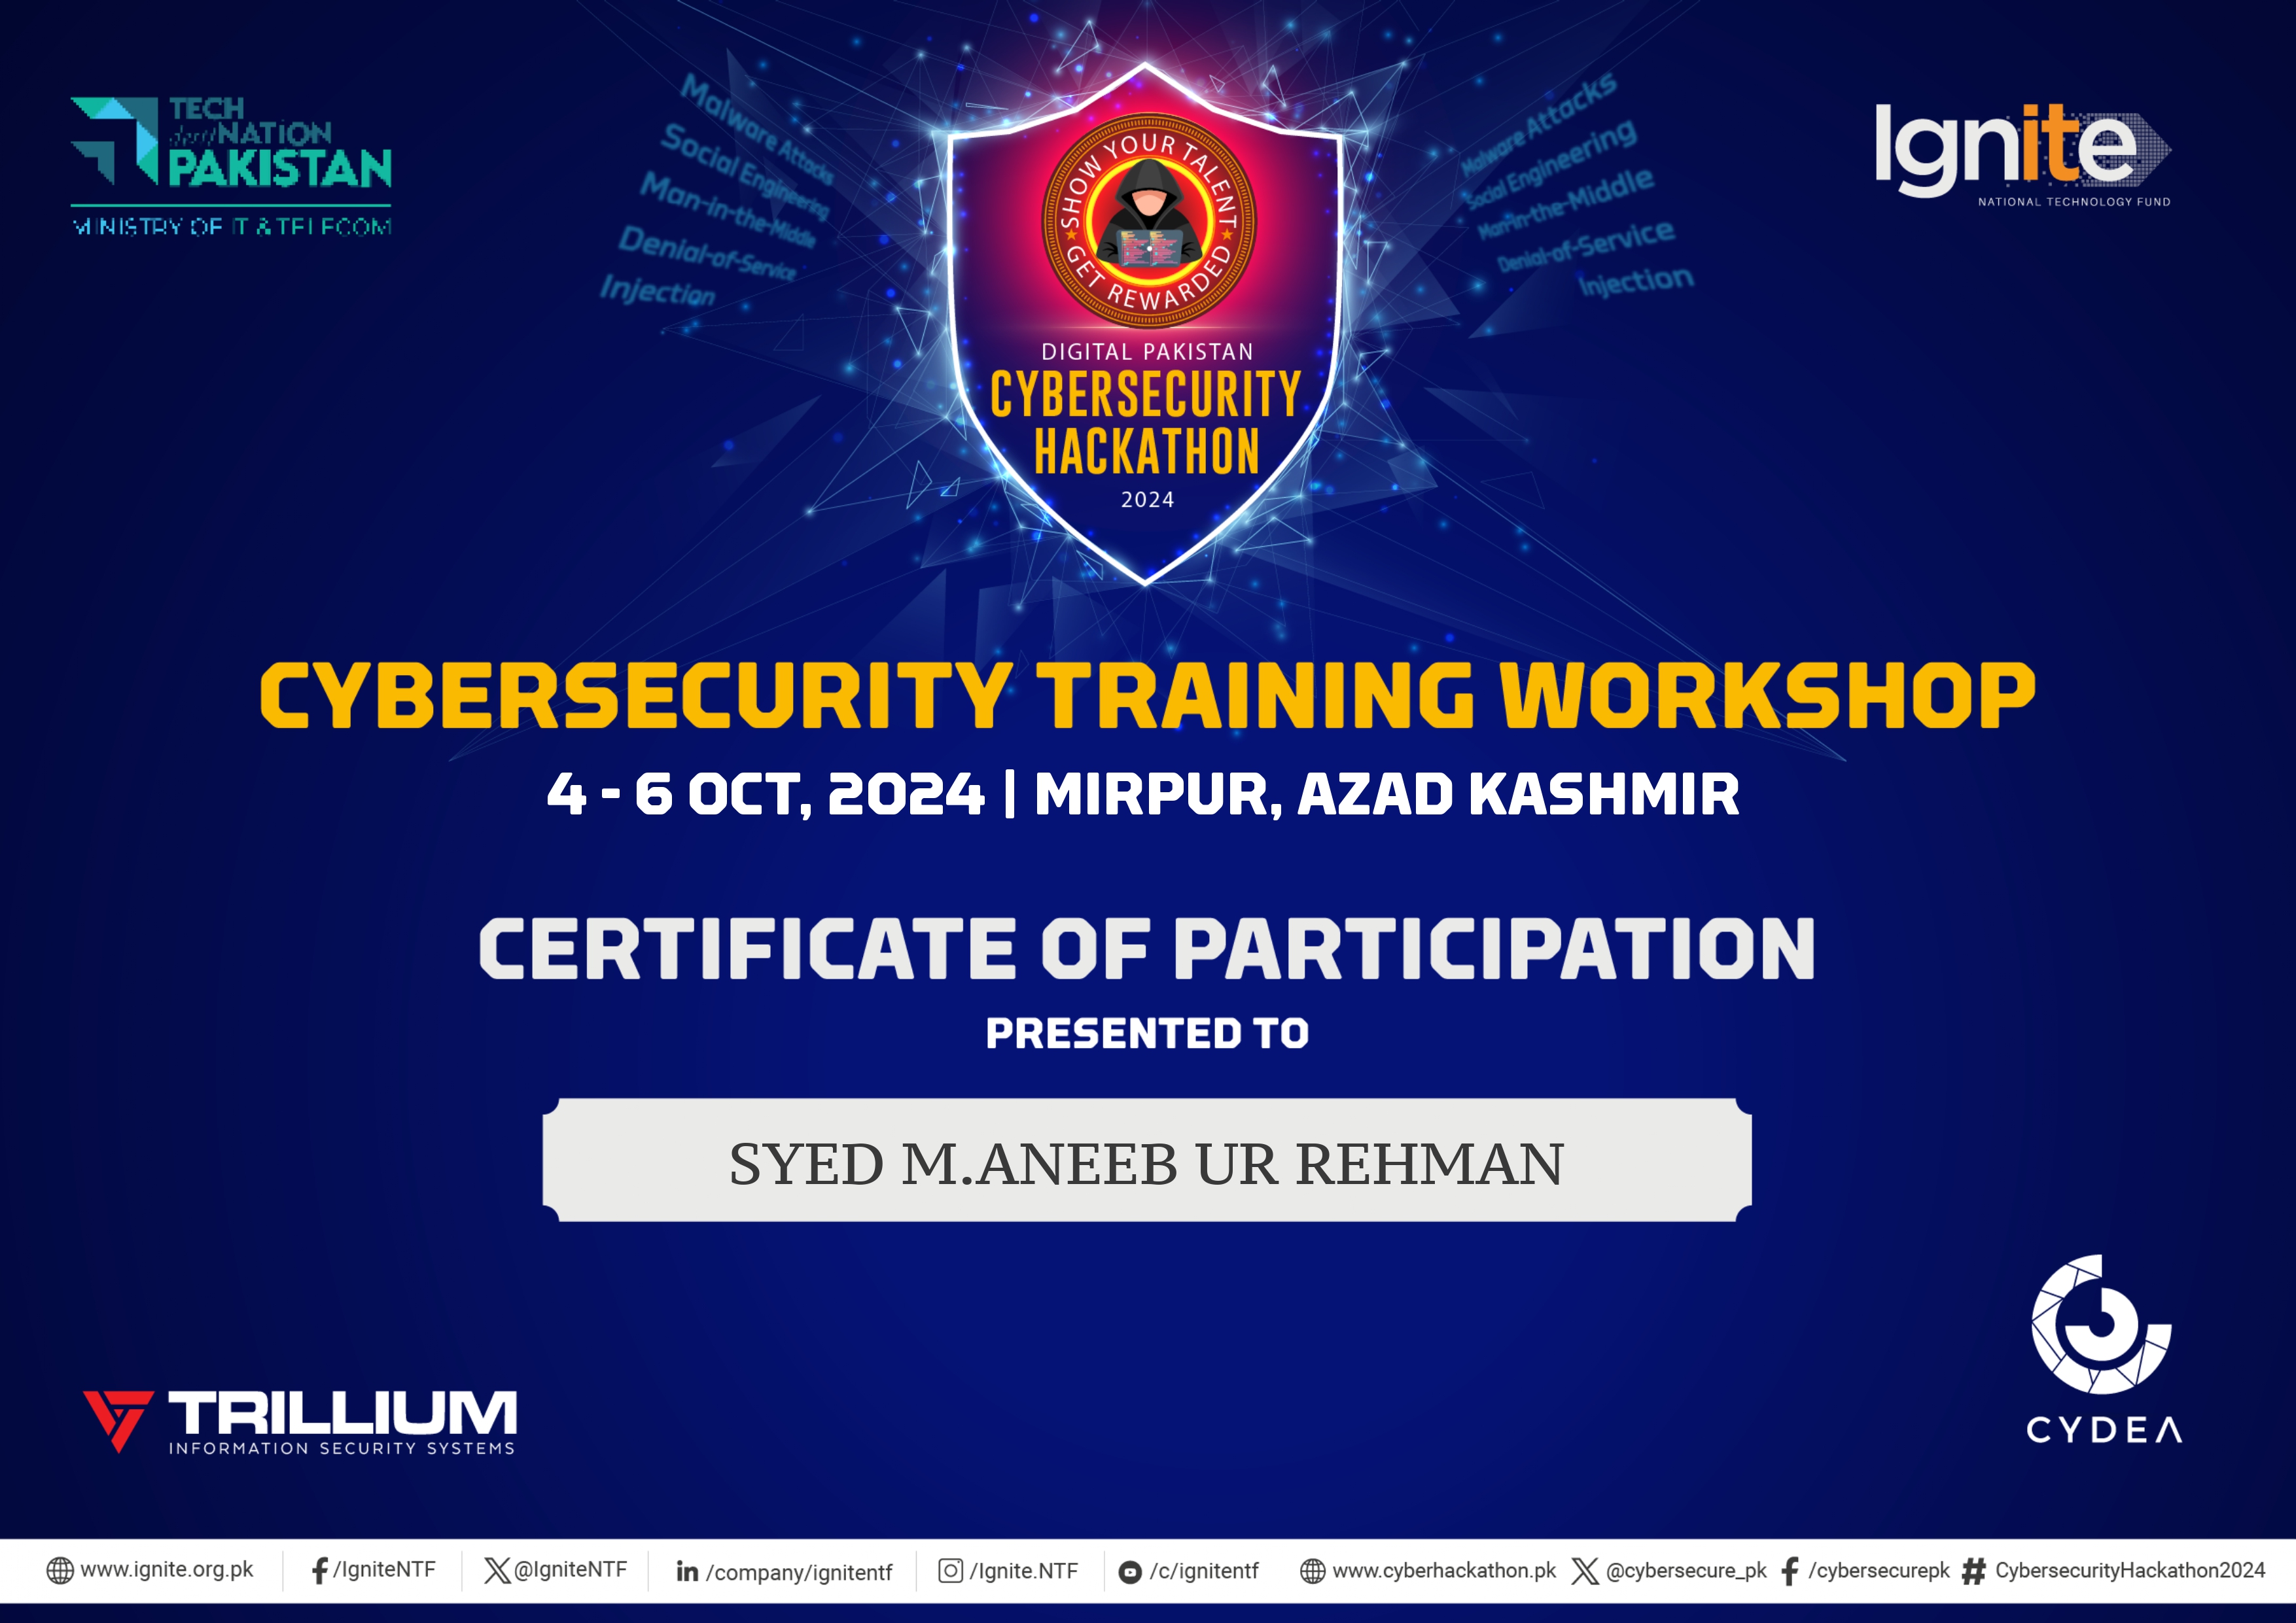 TECH
destiNATION
PAKISTAN
MINISTRY OF IT & TELECOM
Malware Attacks
Social Engineering
Man-in-the-Middle
Denial-of-Service
Injection
SHOW YOUR TALENT
GET REWARDED
DIGITAL PAKISTAN
CYBERSECURITY
HACKATHON
2024
Malware Attacks
Social Engineering
Man-in-the-Middle
Denial-of-Service
Injection
Ignite
NATIONAL TECHNOLOGY FUND
CYBERSECURITY TRAINING WORKSHOP
4 - 6 OCT, 2024 | MIRPUR, AZAD KASHMIR
CERTIFICATE OF PARTICIPATION
PRESENTED TO
SYED M.ANEEB UR REHMAN
TRILLIUM
INFORMATION SECURITY SYSTEMS
CYDEA
www.ignite.org.pk /IgniteNTF @IgniteNTF /company/ignitentf /Ignite.NTF /c/ignitentf www.cyberhackathon.pk @cybersecure_pk /cybersecurepk # CybersecurityHackathon2024